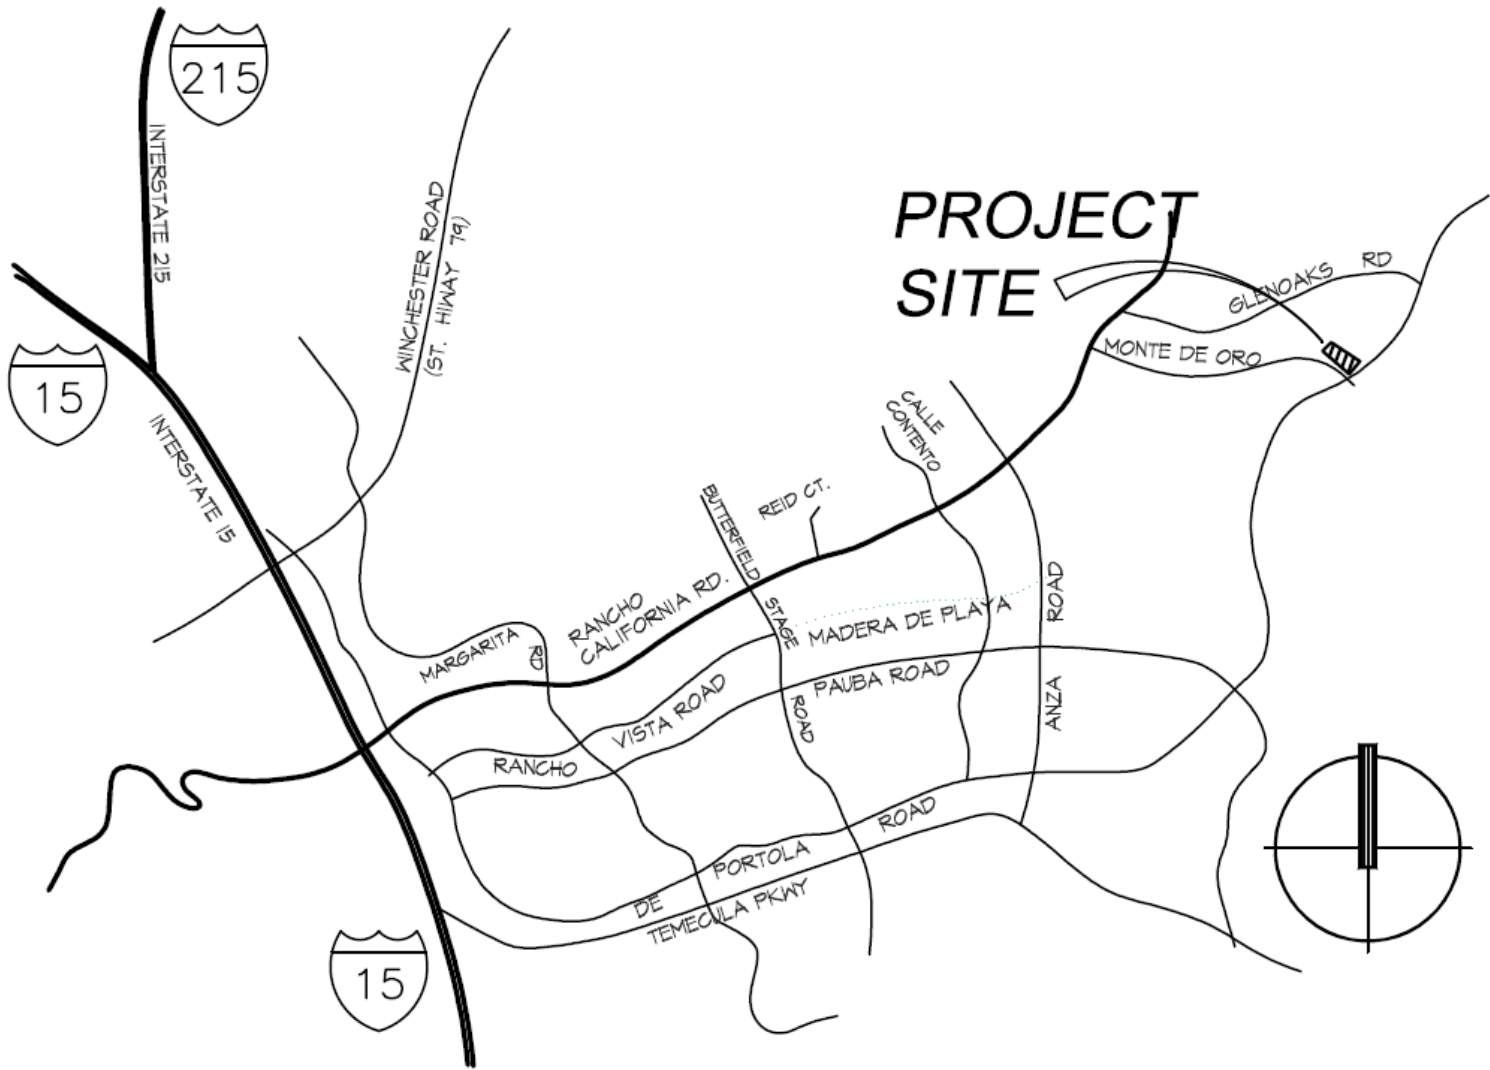 215
INTERSTATE 215
WINCHESTER ROAD
(ST. HIWAY 79)
PROJECT
SITE
GLENOAKS RD
MONTE DE ORO
15
INTERSTATE 15
CALLE
CONTENTO
REID CT.
BUTTERFIELD STAGE ROAD
RANCHO
CALIFORNIA RD.
MADERA DE PLAYA
MARGARITA RD
PAUBA ROAD
ANZA ROAD
RANCHO VISTA ROAD
DE PORTOLA ROAD
TEMECULA PKWY
15